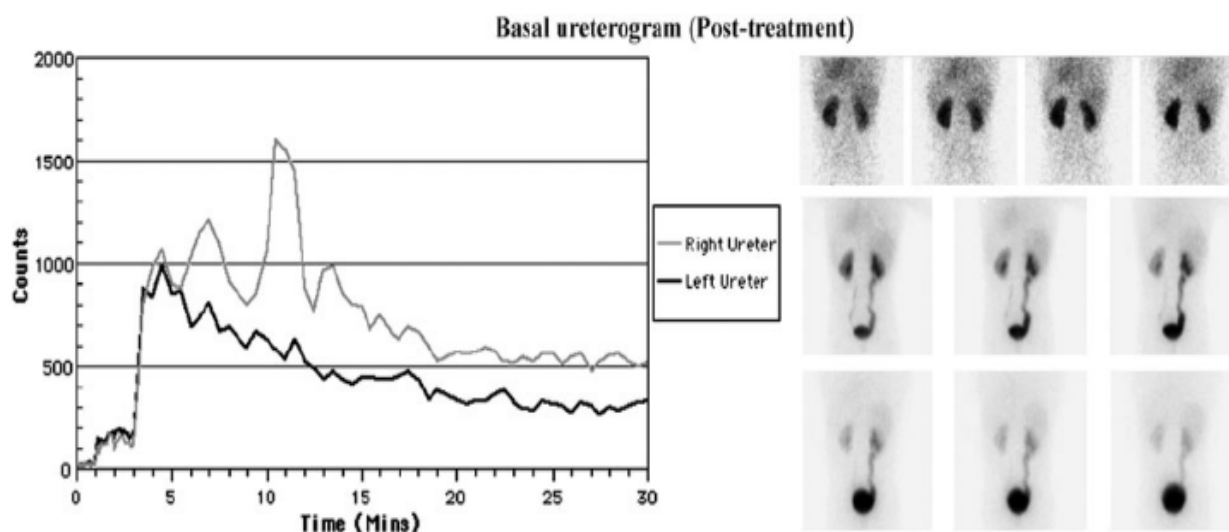 Basal ureterogram (Post-treatment)
2000
1500
1000
500
0
Counts
0 5 10 15 20 25 30
Time (Mins)
Right Ureter
Left Ureter